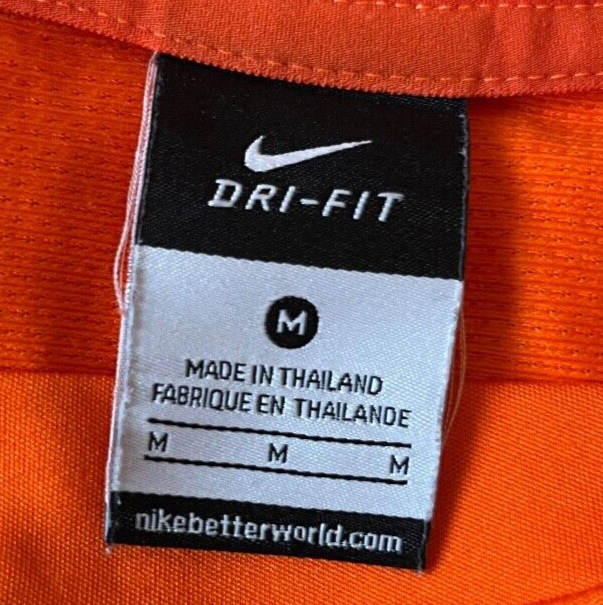 DRI-FIT
M
MADE IN THAILAND
FABRIQUE EN THAILANDE
M M M
nikebetterworld.com